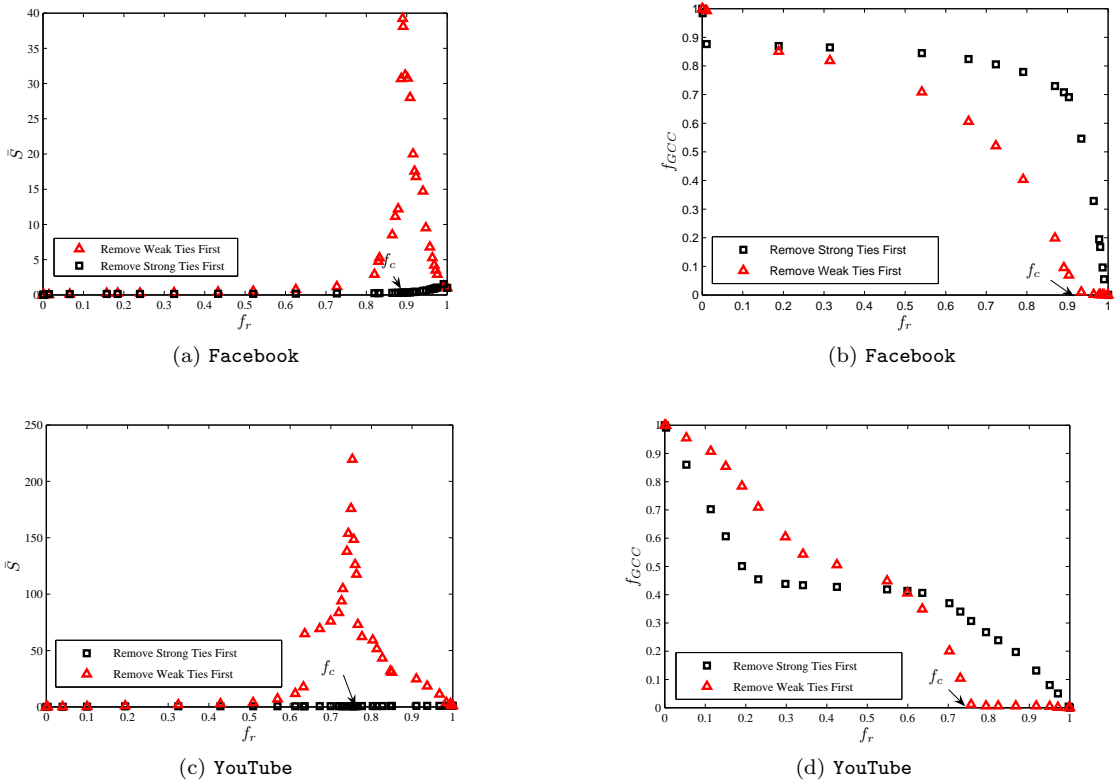 40
35
30
25
20
15
10
5
0
S̄
Remove Weak Ties First
Remove Strong Ties First
f_c
0 0.1 0.2 0.3 0.4 0.5 0.6 0.7 0.8 0.9 1
f_r
(a) Facebook
1
0.9
0.8
0.7
0.6
0.5
0.4
0.3
0.2
0.1
0
f_{GCC}
Remove Strong Ties First
Remove Weak Ties First
f_c
0 0.1 0.2 0.3 0.4 0.5 0.6 0.7 0.8 0.9 1
f_r
(b) Facebook
250
200
150
100
50
0
S̄
Remove Strong Ties First
Remove Weak Ties First
f_c
0 0.1 0.2 0.3 0.4 0.5 0.6 0.7 0.8 0.9 1
f_r
(c) YouTube
1
0.9
0.8
0.7
0.6
0.5
0.4
0.3
0.2
0.1
0
f_{GCC}
Remove Strong Ties First
Remove Weak Ties First
f_c
0 0.1 0.2 0.3 0.4 0.5 0.6 0.7 0.8 0.9 1
f_r
(d) YouTube